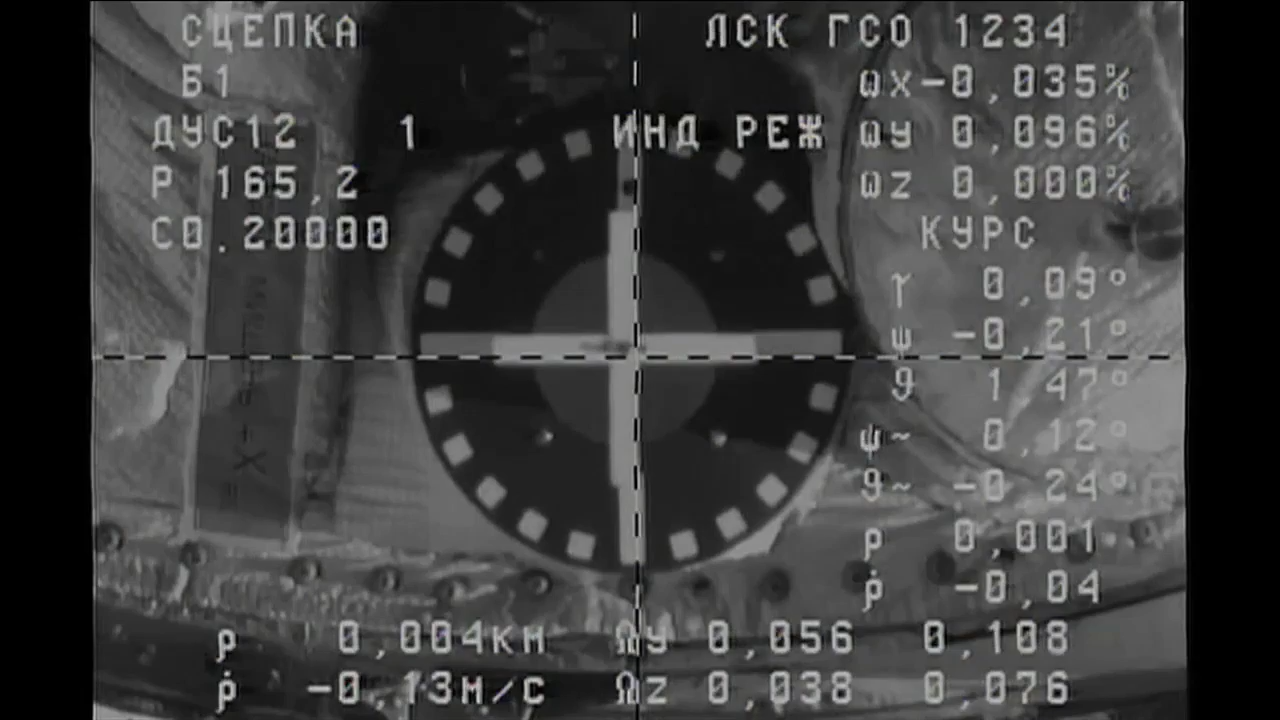 СЦЕПКА ЛСК ГСО 1234
Б1 ωx-0,035%
ДУС12 1 ИНД РЕЖ ωy 0,096%
Р 165,2 ωz 0,000%
С0.20000 КУРС
γ 0,09°
ψ -0,21°
ϑ 1 47°
ψ~ 0,12°
ϑ~ -0 24°
ρ 0,001
ρ̇ -0,04
ρ 0,004км Ωy 0,056 0,108
ρ̇ -0,13м/с Ωz 0,038 0,076